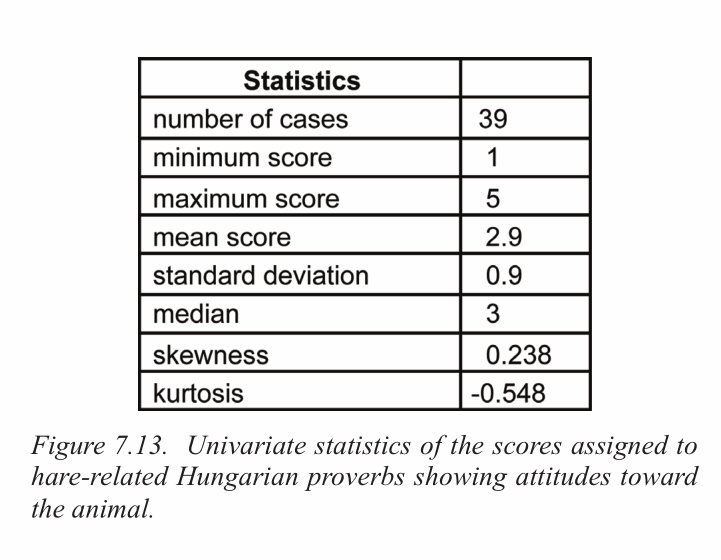 Statistics
number of cases 39
minimum score 1
maximum score 5
mean score 2.9
standard deviation 0.9
median 3
skewness 0.238
kurtosis -0.548
Figure 7.13. Univariate statistics of the scores assigned to
hare-related Hungarian proverbs showing attitudes toward
the animal.